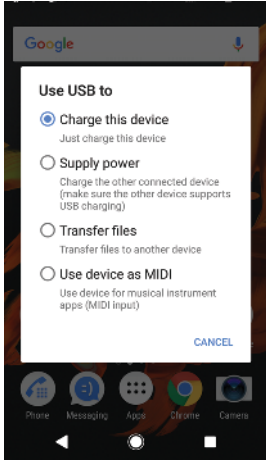 Google
Use USB to
Charge this device
Just charge this device
Supply power
Charge the other connected device
(make sure the other device supports
USB charging)
Transfer files
Transfer files to another device
Use device as MIDI
Use device for musical instrument
apps (MIDI input)
CANCEL
Phone Messaging Apps Chrome Camera